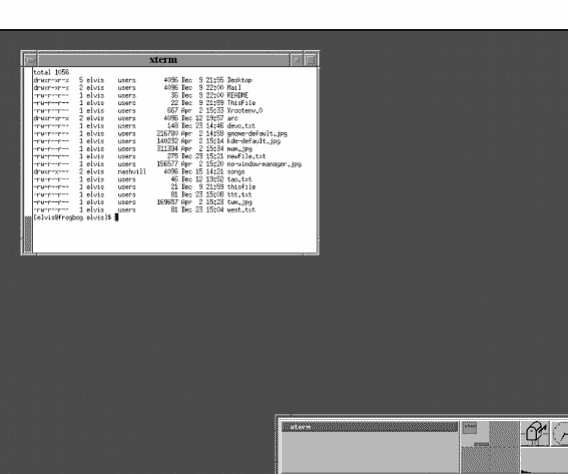 xterm
total 1056
drwxr-xr-x 5 elvis users 4096 Dec 9 21:55 Desktop
drwxr-xr-x 2 elvis users 4096 Dec 9 22:00 Mail
-rw-r--r-- 1 elvis users 36 Dec 9 22:00 README
-rw-r--r-- 1 elvis users 22 Dec 9 21:59 ThisFile
-rw-r--r-- 1 elvis users 667 Apr 2 15:33 Xrootenv.0
drwxr-xr-x 2 elvis users 4096 Dec 12 19:57 arc
-rw-r--r-- 1 elvis users 148 Dec 23 14:46 devo.txt
-rw-r--r-- 1 elvis users 216780 Apr 2 14:58 gnome-default.jpg
-rw-r--r-- 1 elvis users 140232 Apr 2 15:14 kde-default.jpg
-rw-r--r-- 1 elvis users 311334 Apr 2 15:34 mwm.jpg
-rw-r--r-- 1 elvis users 275 Dec 23 15:21 newfile.txt
-rw-r--r-- 1 elvis users 156577 Apr 2 15:20 no-window-manager.jpg
drwxr-xr-x 2 elvis nashvill 4096 Dec 15 14:21 songs
-rw-r--r-- 1 elvis users 46 Dec 12 19:52 tao.txt
-rw-r--r-- 1 elvis users 21 Dec 9 21:59 thisfile
-rw-r--r-- 1 elvis users 81 Dec 23 15:08 ttt.txt
-rw-r--r-- 1 elvis users 169657 Apr 2 15:23 twm.jpg
-rw-r--r-- 1 elvis users 81 Dec 23 15:04 west.txt
[elvis@frogbog elvis]$
xterm